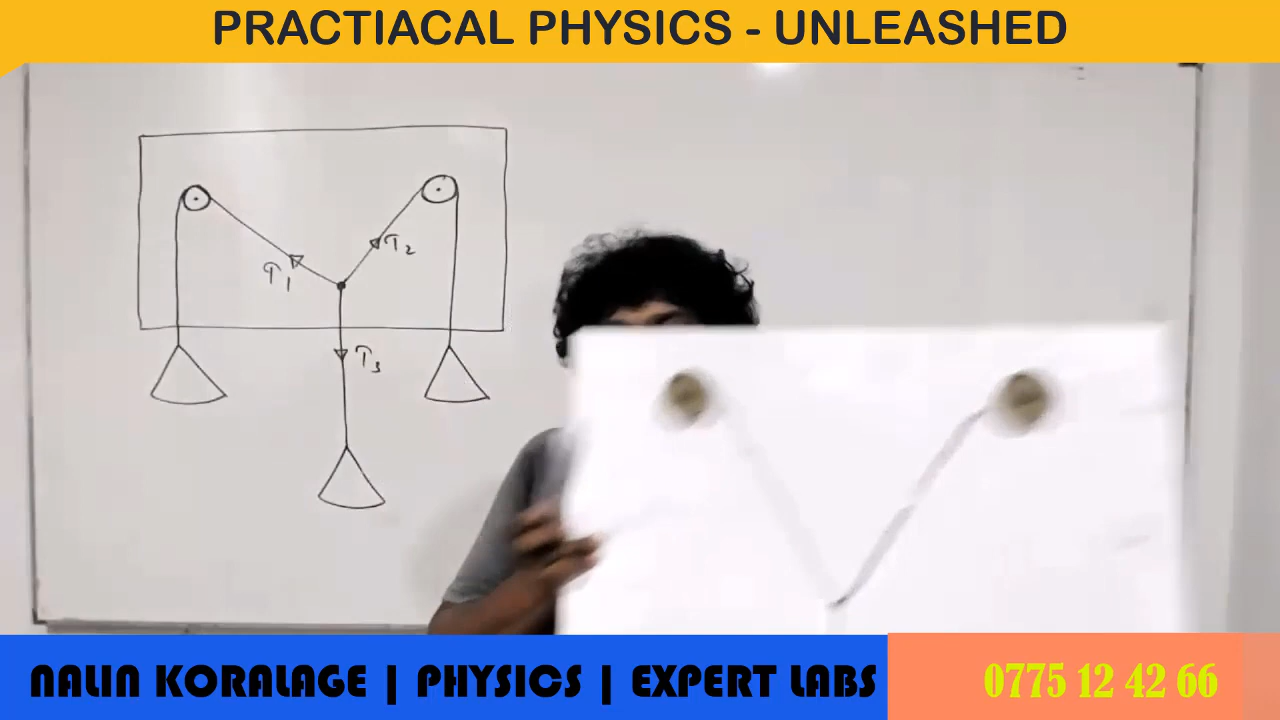 PRACTIACAL PHYSICS - UNLEASHED
T1
T2
T3
NALIN KORALAGE | PHYSICS | EXPERT LABS
0775 12 42 66